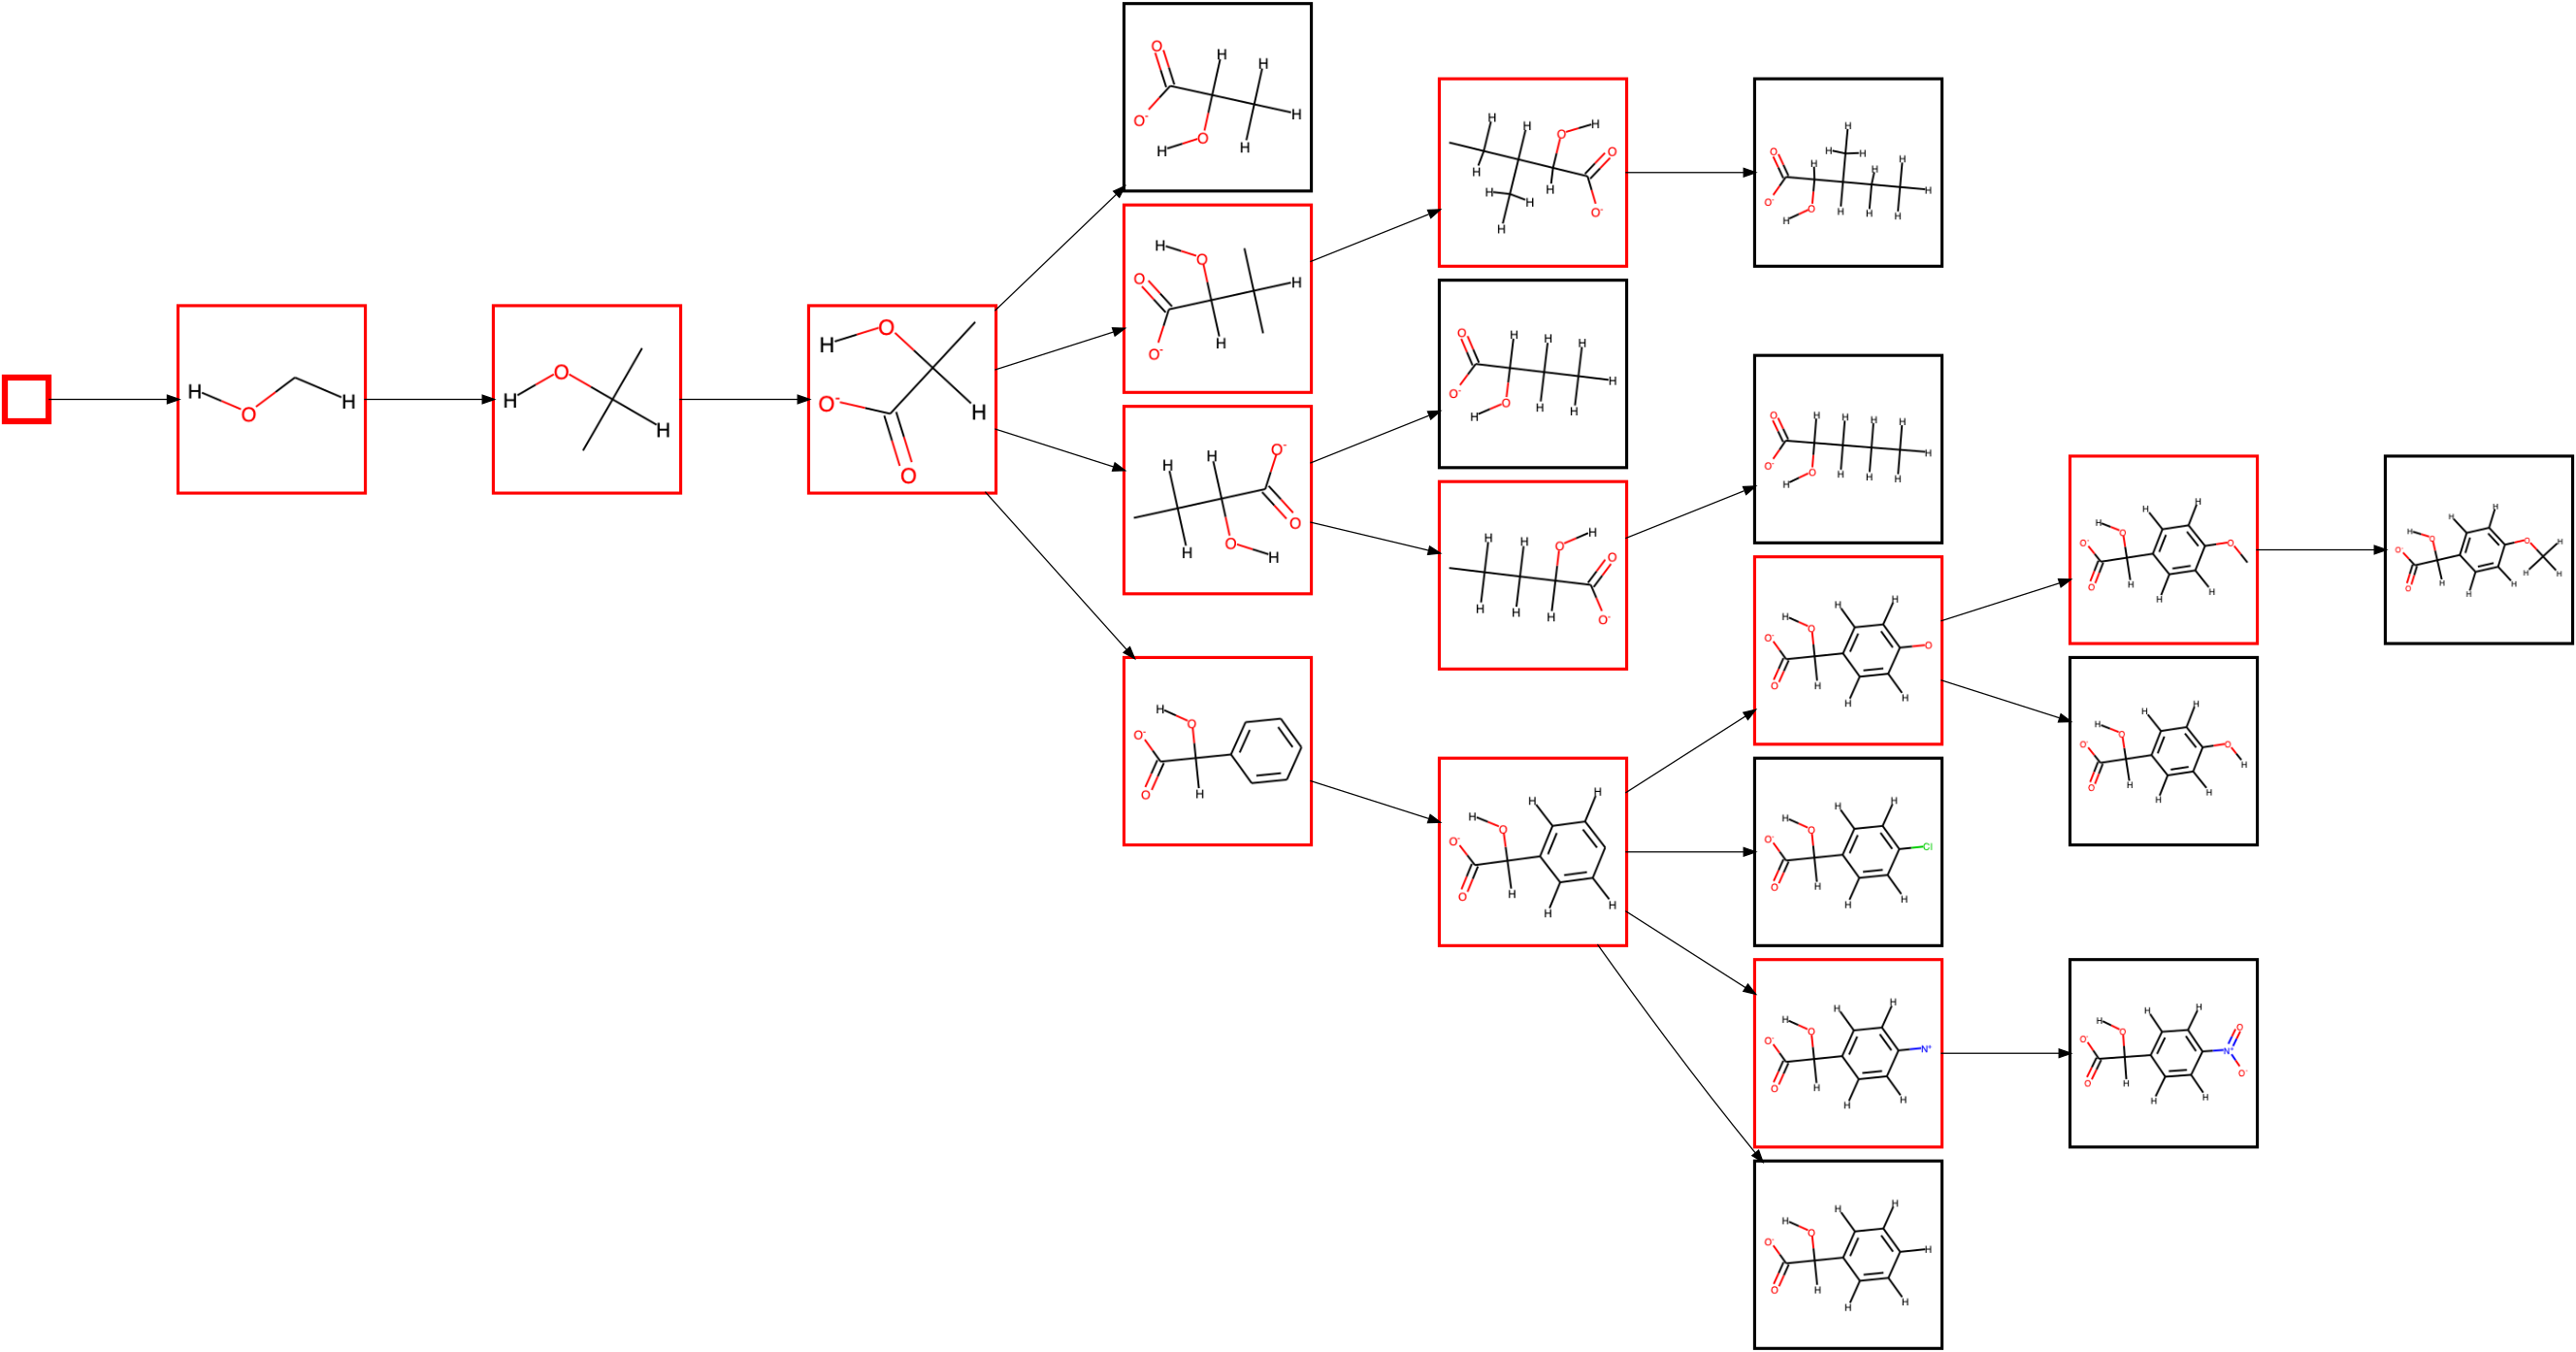 H O H
H O H
H O O- H O
O H H H O- O H H
H O O H H O-
H H O- O O H H
H O O- H O
H H O H O H H H H O- H
O H H H H O- O H H H
H H O H O H H H O-
H H H O O- O H H
H H H O H H O H O H O- H H H H
O H H H H H O- O H H H H
H H H O O- O O H H H
H H H O O- Cl O H H H
H H H O O- N+ O H H H
H H H O O- H O H H H
H H H O O- O O H H H
H H H O O- O H O H H H
H H H O O O- N+ O- O H H H
H H H O O H O- H H O H H H